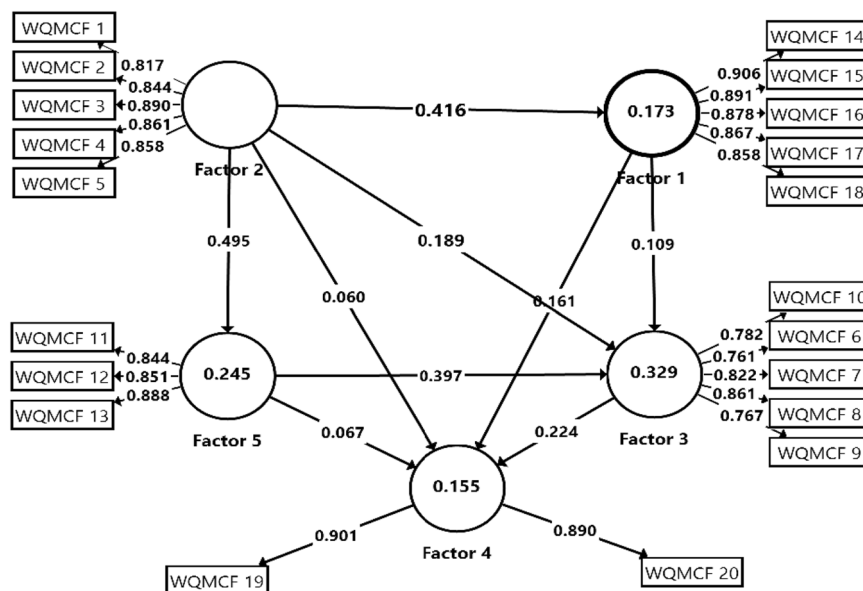 WQMCF 1
WQMCF 2
WQMCF 3
WQMCF 4
WQMCF 5
0.817
0.844
0.890
0.861
0.858
Factor 2
0.416
0.173
Factor 1
0.906
0.891
0.878
0.867
0.858
WQMCF 14
WQMCF 15
WQMCF 16
WQMCF 17
WQMCF 18
0.495
0.060
0.189
0.161
0.109
WQMCF 11
WQMCF 12
WQMCF 13
0.844
0.851
0.888
0.245
Factor 5
0.397
0.067
0.224
0.329
Factor 3
0.782
0.761
0.822
0.861
0.767
WQMCF 10
WQMCF 6
WQMCF 7
WQMCF 8
WQMCF 9
0.155
Factor 4
0.901
0.890
WQMCF 19
WQMCF 20